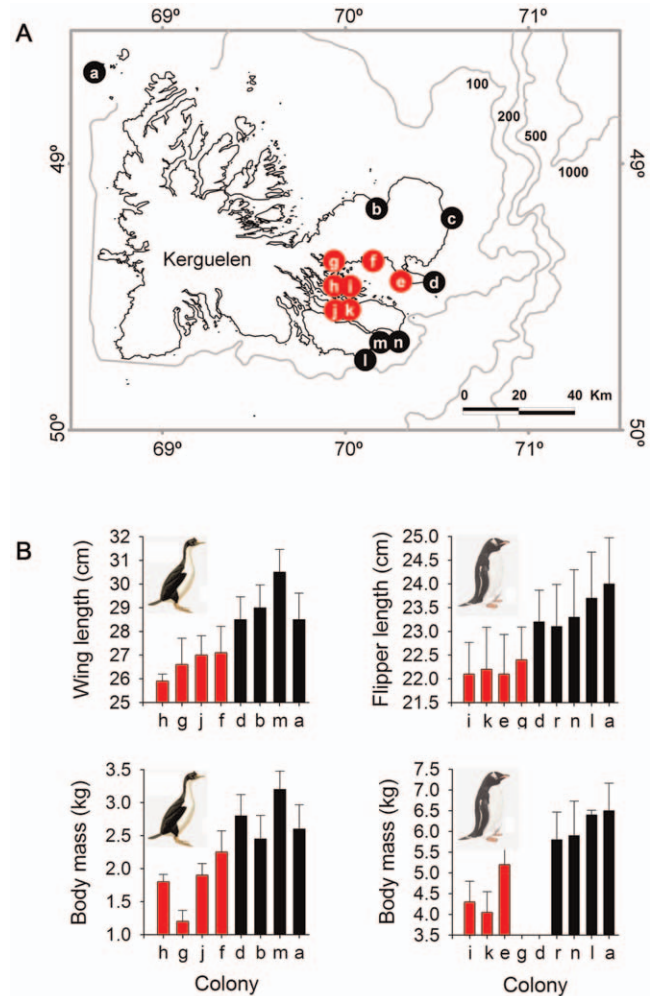 A
69º 70º 71º
a
100
200
500
1000
49º 49º
b
c
Kerguelen
g f
e d
h i
j k
m n
l
0 20 40 Km
50º 50º
69º 70º 71º
B
Wing length (cm)
32
31
30
29
28
27
26
25
h g j f d b m a
Flipper length (cm)
25.0
24.5
24.0
23.5
23.0
22.5
22.0
21.5
i k e g d r n l a
Body mass (kg)
3.5
3.0
2.5
2.0
1.5
1.0
h g j f d b m a
Colony
Body mass (kg)
7.5
7.0
6.5
6.0
5.5
5.0
4.5
4.0
3.5
i k e g d r n l a
Colony